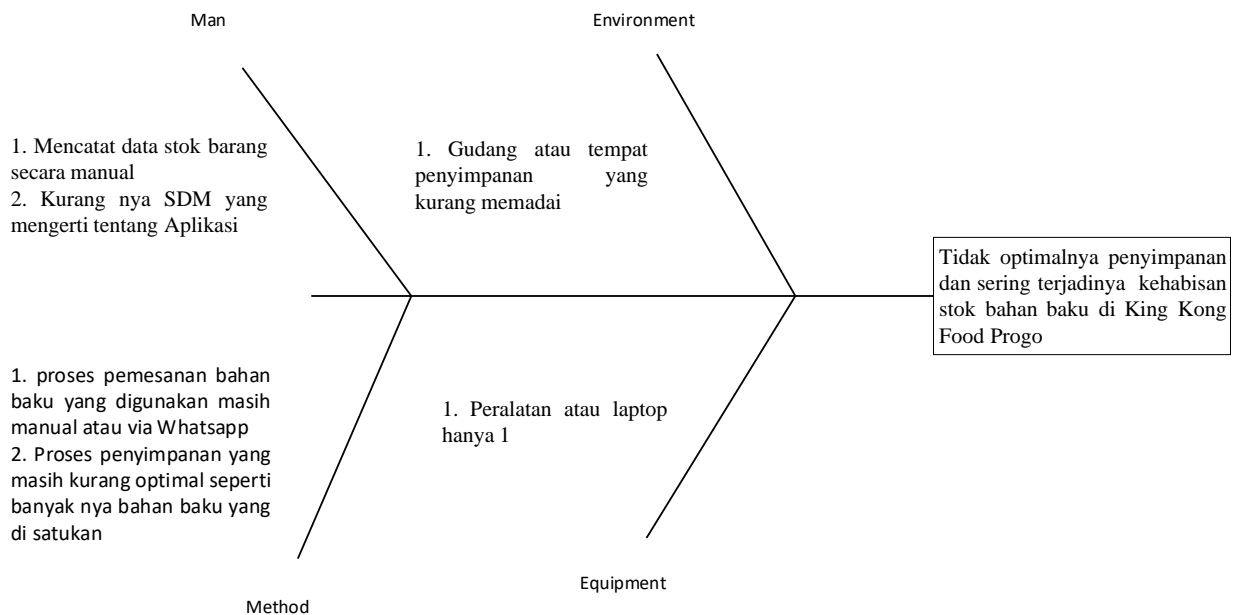 Man
Environment
1. Mencatat data stok barang
secara manual
2. Kurang nya SDM yang
mengerti tentang Aplikasi
1. Gudang atau tempat
penyimpanan yang
kurang memadai
Tidak optimalnya penyimpanan
dan sering terjadinya kehabisan
stok bahan baku di King Kong
Food Progo
1. proses pemesanan bahan
baku yang digunakan masih
manual atau via Whatsapp
2. Proses penyimpanan yang
masih kurang optimal seperti
banyak nya bahan baku yang
di satukan
1. Peralatan atau laptop
hanya 1
Equipment
Method